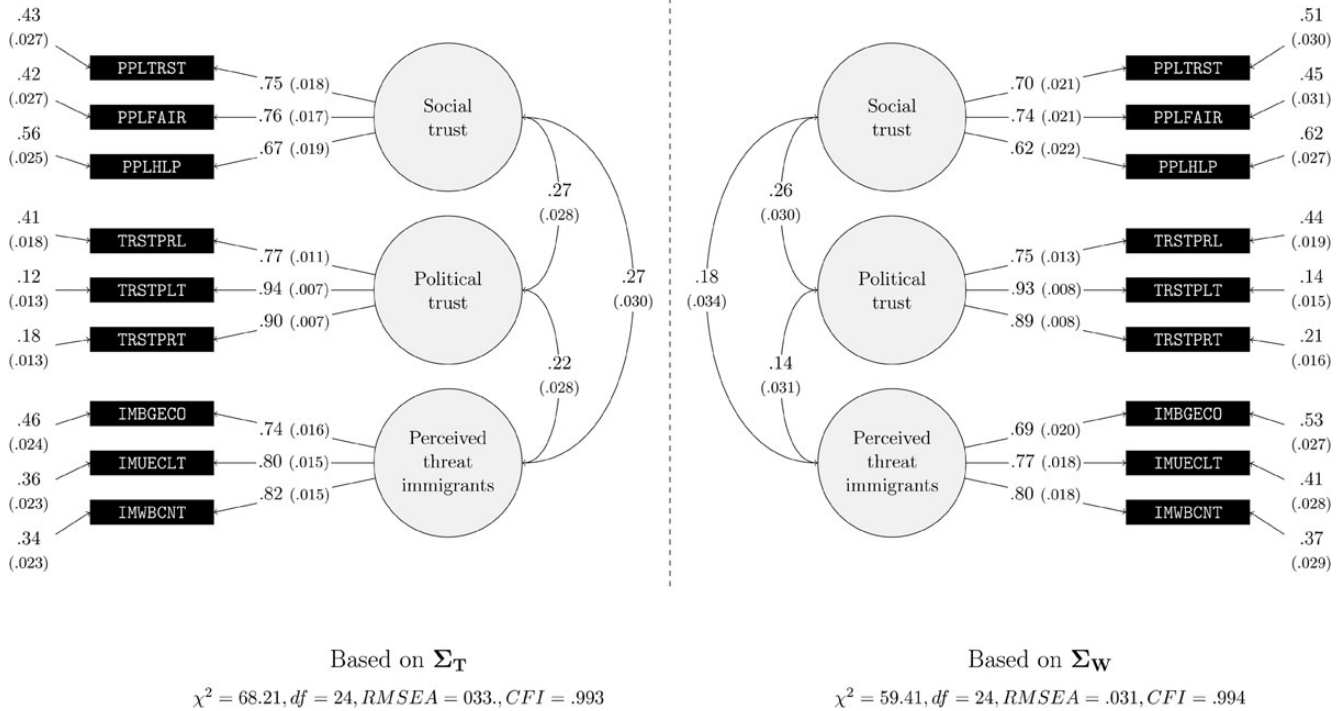 .43
(.027)
PPLTRST
.75 (.018)
.42
(.027)
PPLFAIR
.76 (.017)
.56
(.025)
PPLHLP
.67 (.019)
Social
trust
.27
(.028)
.41
(.018)
TRSTPRL
.77 (.011)
.12
(.013)
TRSTPLT
.94 (.007)
.18
(.013)
TRSTPRT
.90 (.007)
Political
trust
.27
(.030)
.22
(.028)
.46
(.024)
IMBGECO
.74 (.016)
.36
(.023)
IMUECLT
.80 (.015)
.34
(.023)
IMWBCNT
.82 (.015)
Perceived
threat
immigrants
Based on Σ_T
χ² = 68.21, df = 24, RMSEA = 033., CFI = .993
Social
trust
.70 (.021)
PPLTRST
.51
(.030)
.74 (.021)
PPLFAIR
.45
(.031)
.62 (.022)
PPLHLP
.62
(.027)
.26
(.030)
.18
(.034)
Political
trust
.75 (.013)
TRSTPRL
.44
(.019)
.93 (.008)
TRSTPLT
.14
(.015)
.89 (.008)
TRSTPRT
.21
(.016)
.14
(.031)
Perceived
threat
immigrants
.69 (.020)
IMBGECO
.53
(.027)
.77 (.018)
IMUECLT
.41
(.028)
.80 (.018)
IMWBCNT
.37
(.029)
Based on Σ_W
χ² = 59.41, df = 24, RMSEA = .031, CFI = .994